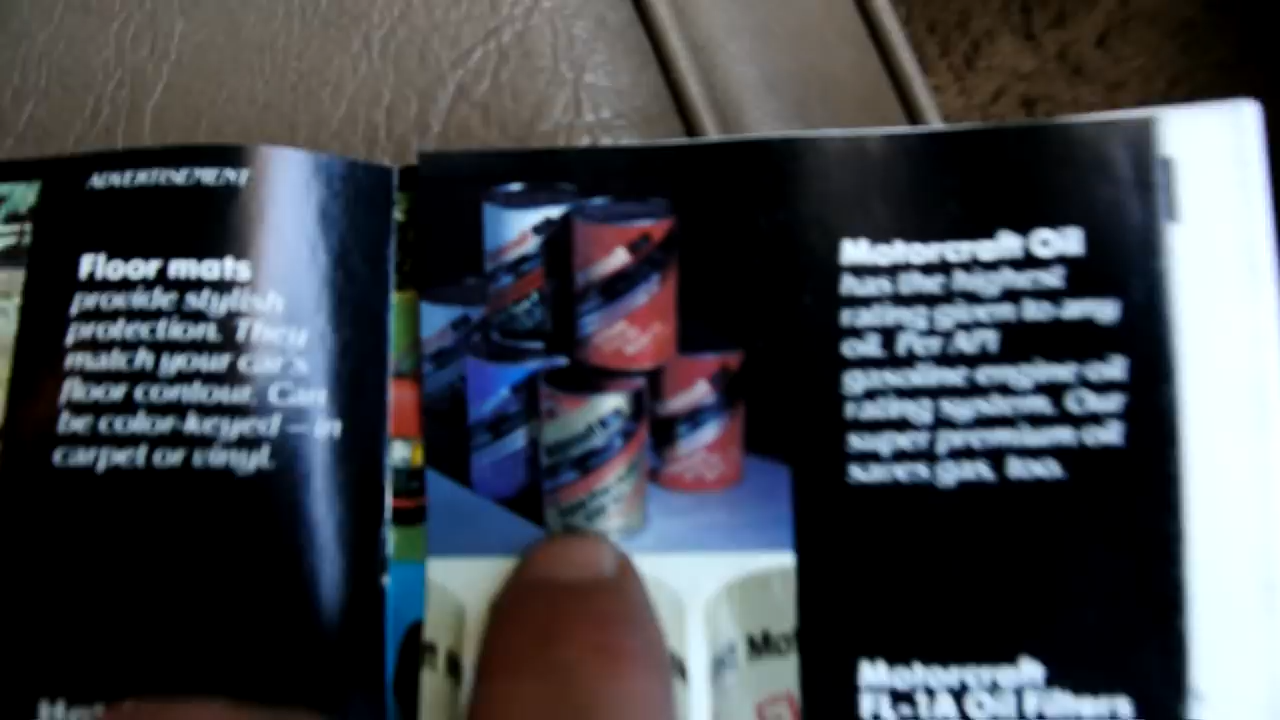 ADVERTISEMENT
Floor mats
provide stylish
protection. They
match your car's
floor contour. Can
be color-keyed – in
carpet or vinyl.
Motorcraft Oil
has the highest
rating given to any
oil. Per API
gasoline engine oil
rating system. Our
super premium oil
saves gas, too.
Motorcraft
FL-1A Oil Filters